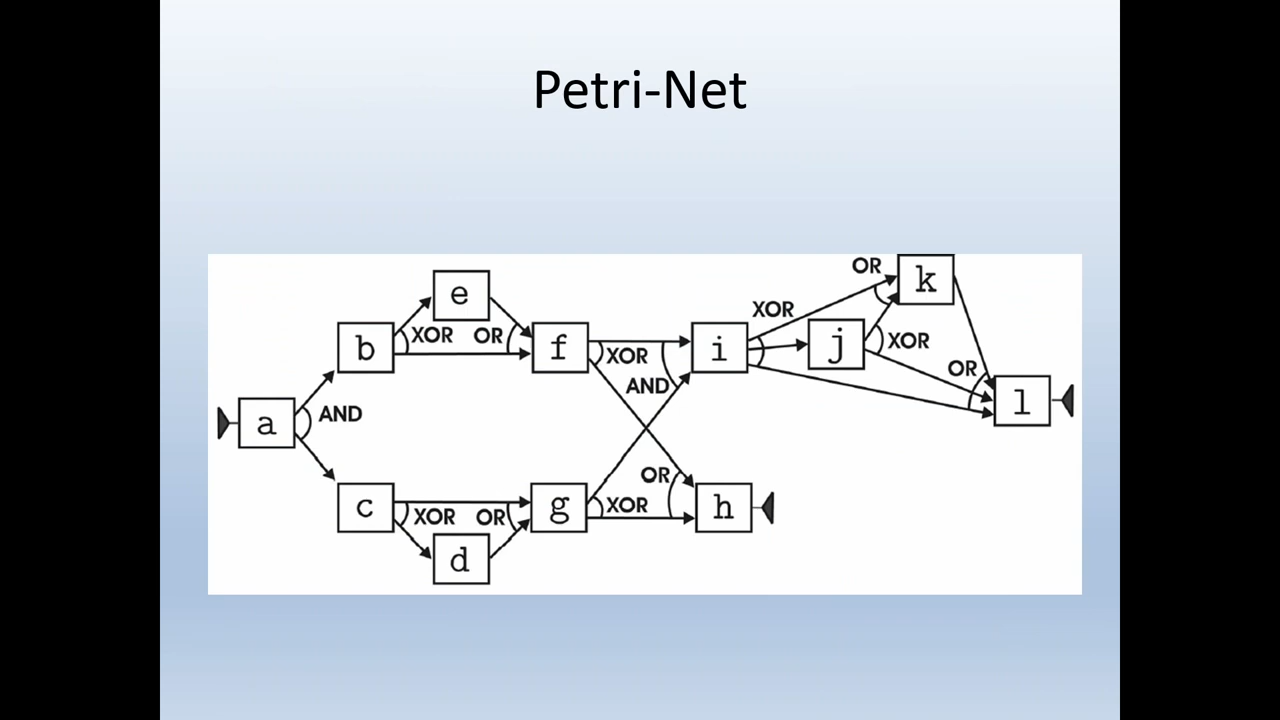 Petri-Net
OR
k
e
XOR
b
XOR
OR
f
XOR
i
j
XOR
AND
OR
l
a
AND
OR
c
XOR
OR
g
XOR
h
d